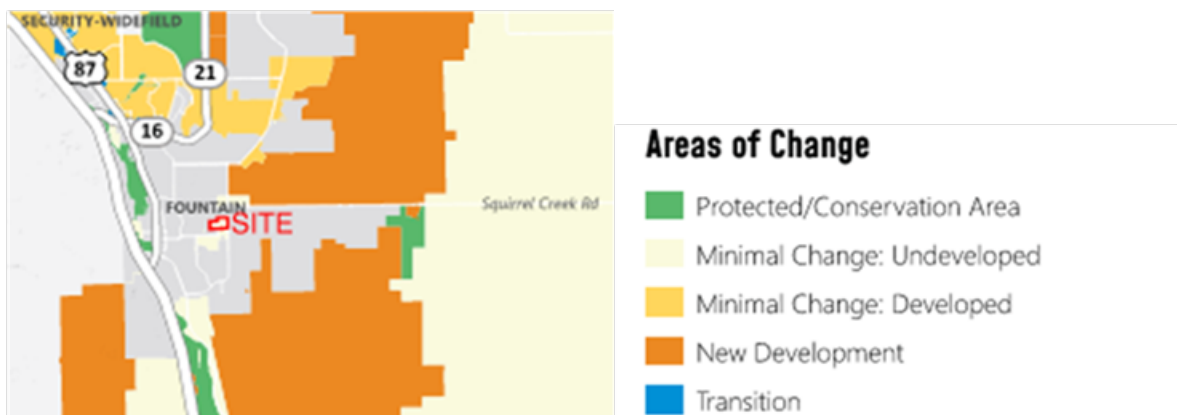 SECURITY-WIDEFIELD
87
21
16
FOUNTAIN
SITE
Squirrel Creek Rd
Areas of Change
Protected/Conservation Area
Minimal Change: Undeveloped
Minimal Change: Developed
New Development
Transition